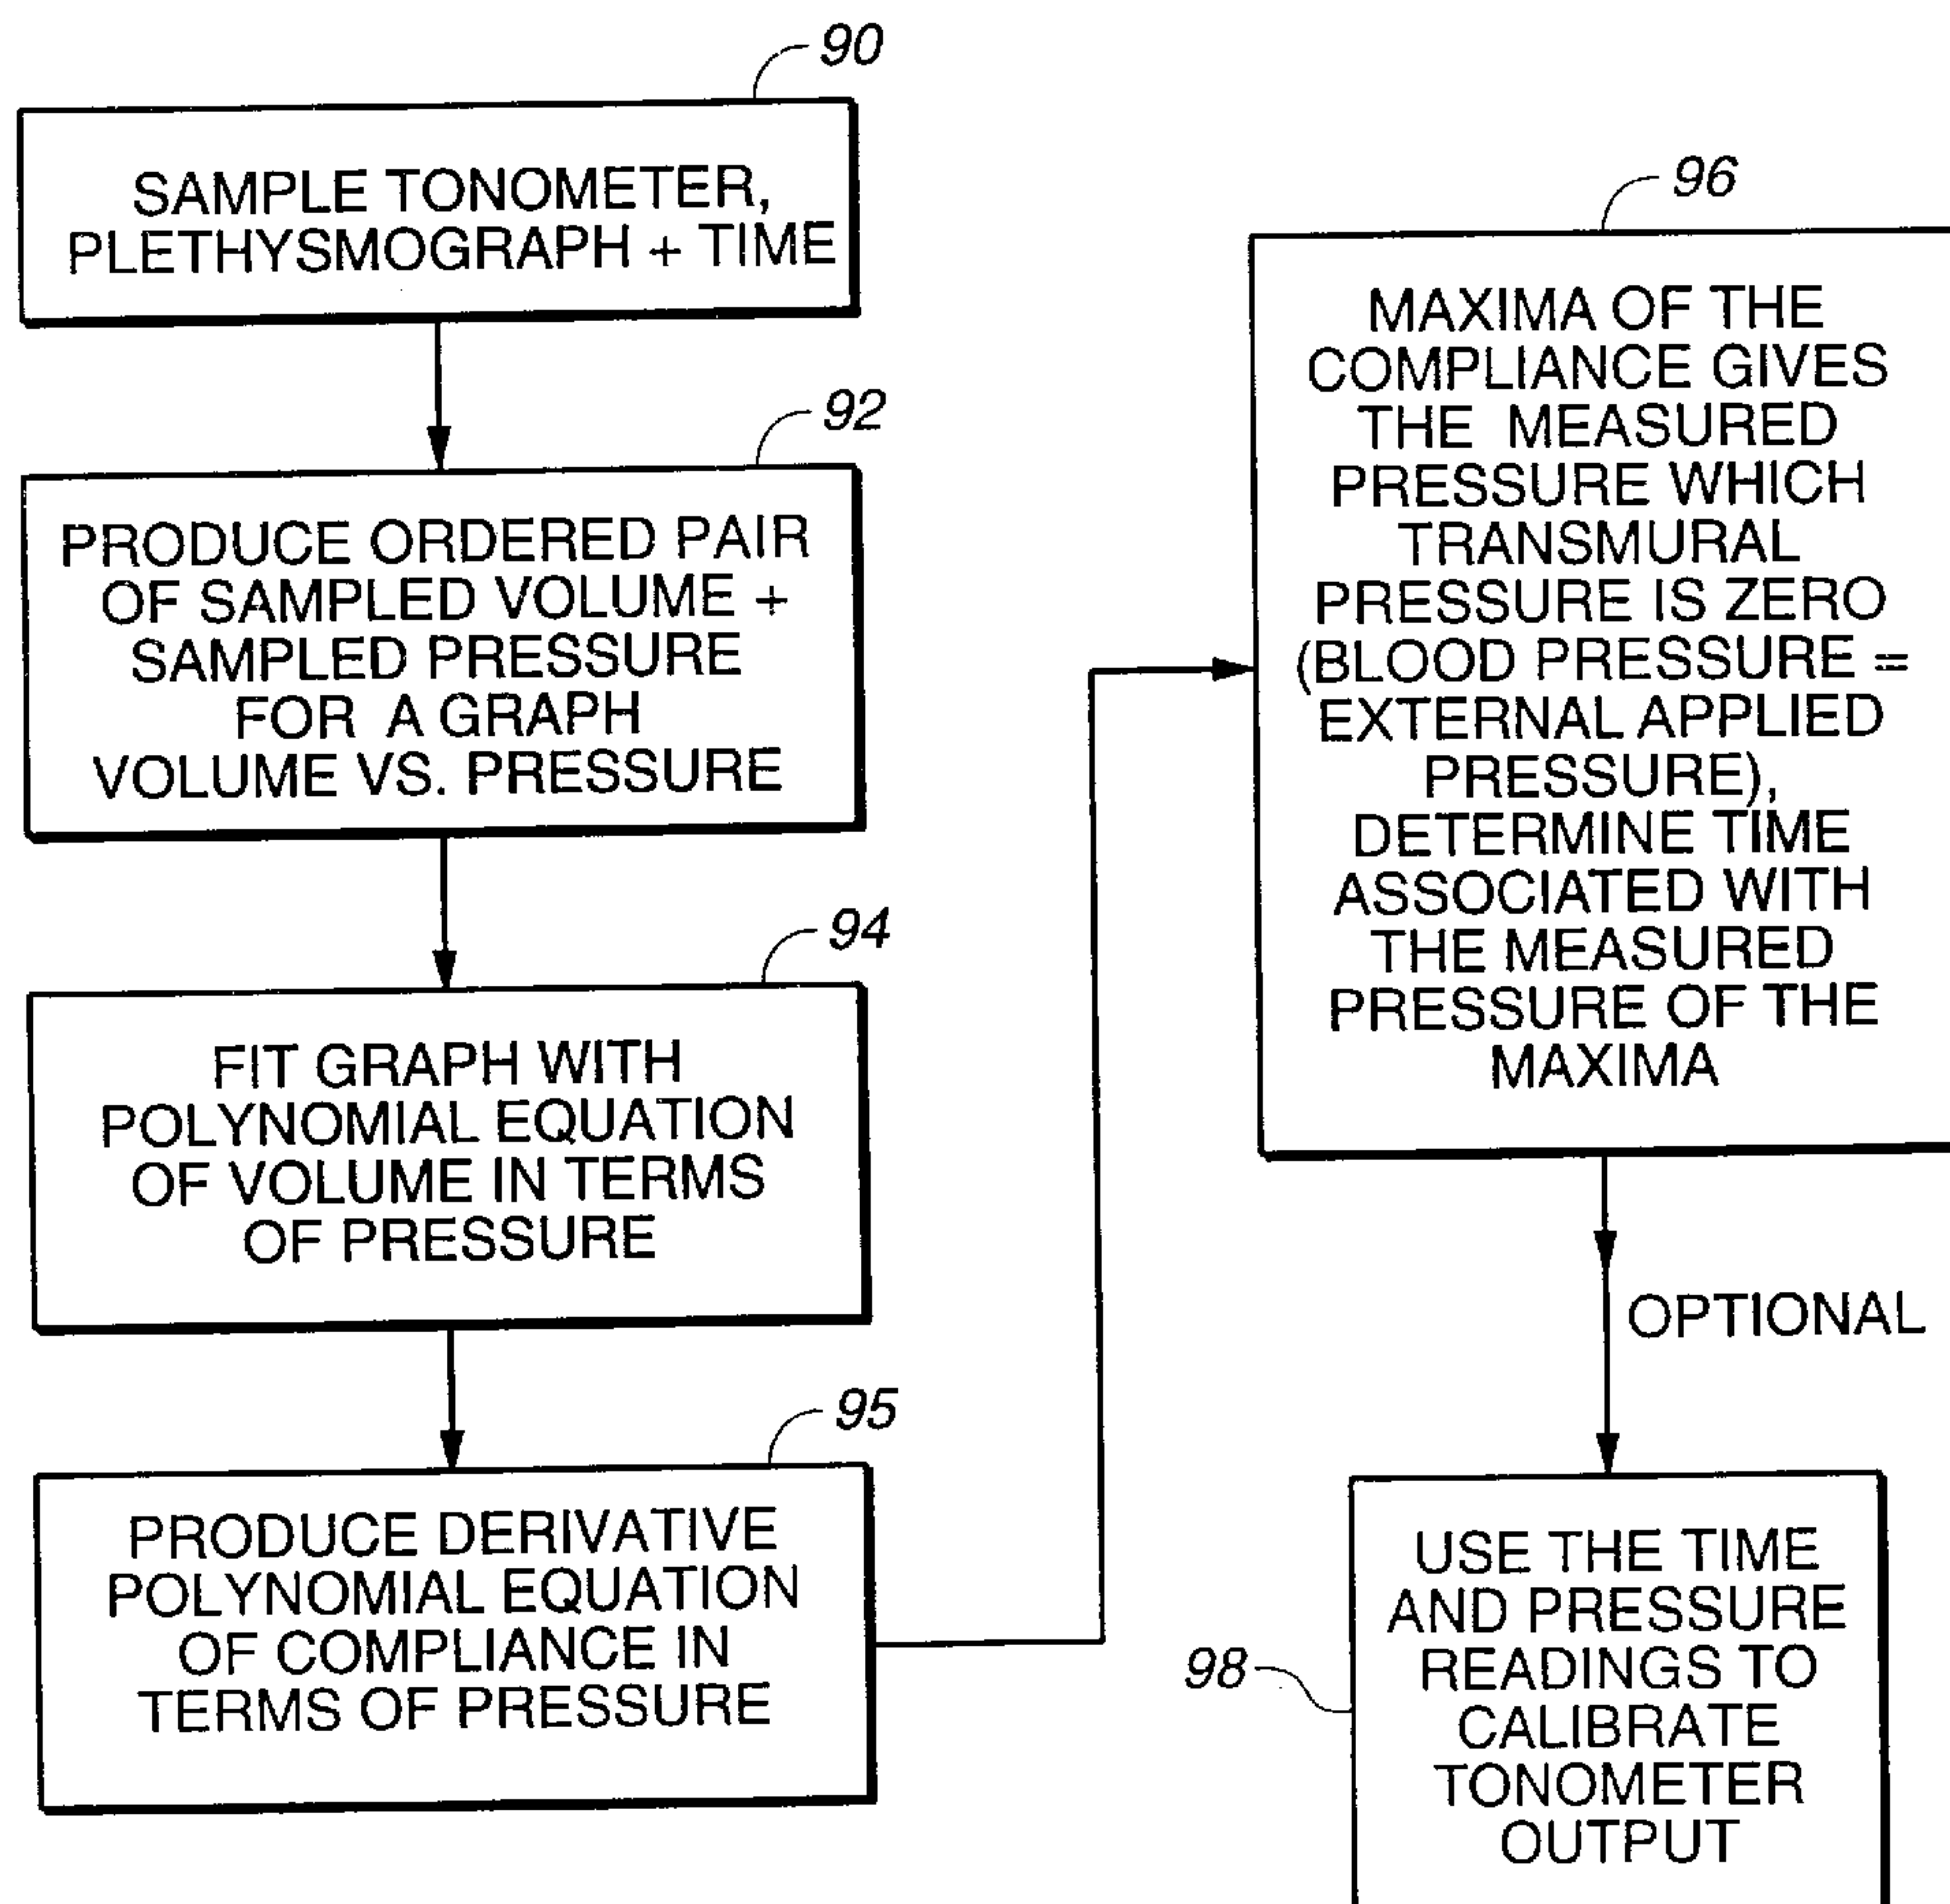 90
SAMPLE TONOMETER,
PLETHYSMOGRAPH + TIME
92
PRODUCE ORDERED PAIR
OF SAMPLED VOLUME +
SAMPLED PRESSURE
FOR A GRAPH
VOLUME VS. PRESSURE
94
FIT GRAPH WITH
POLYNOMIAL EQUATION
OF VOLUME IN TERMS
OF PRESSURE
95
PRODUCE DERIVATIVE
POLYNOMIAL EQUATION
OF COMPLIANCE IN
TERMS OF PRESSURE
96
MAXIMA OF THE
COMPLIANCE GIVES
THE MEASURED
PRESSURE WHICH
TRANSMURAL
PRESSURE IS ZERO
(BLOOD PRESSURE =
EXTERNAL APPLIED
PRESSURE),
DETERMINE TIME
ASSOCIATED WITH
THE MEASURED
PRESSURE OF THE
MAXIMA
OPTIONAL
98
USE THE TIME
AND PRESSURE
READINGS TO
CALIBRATE
TONOMETER
OUTPUT